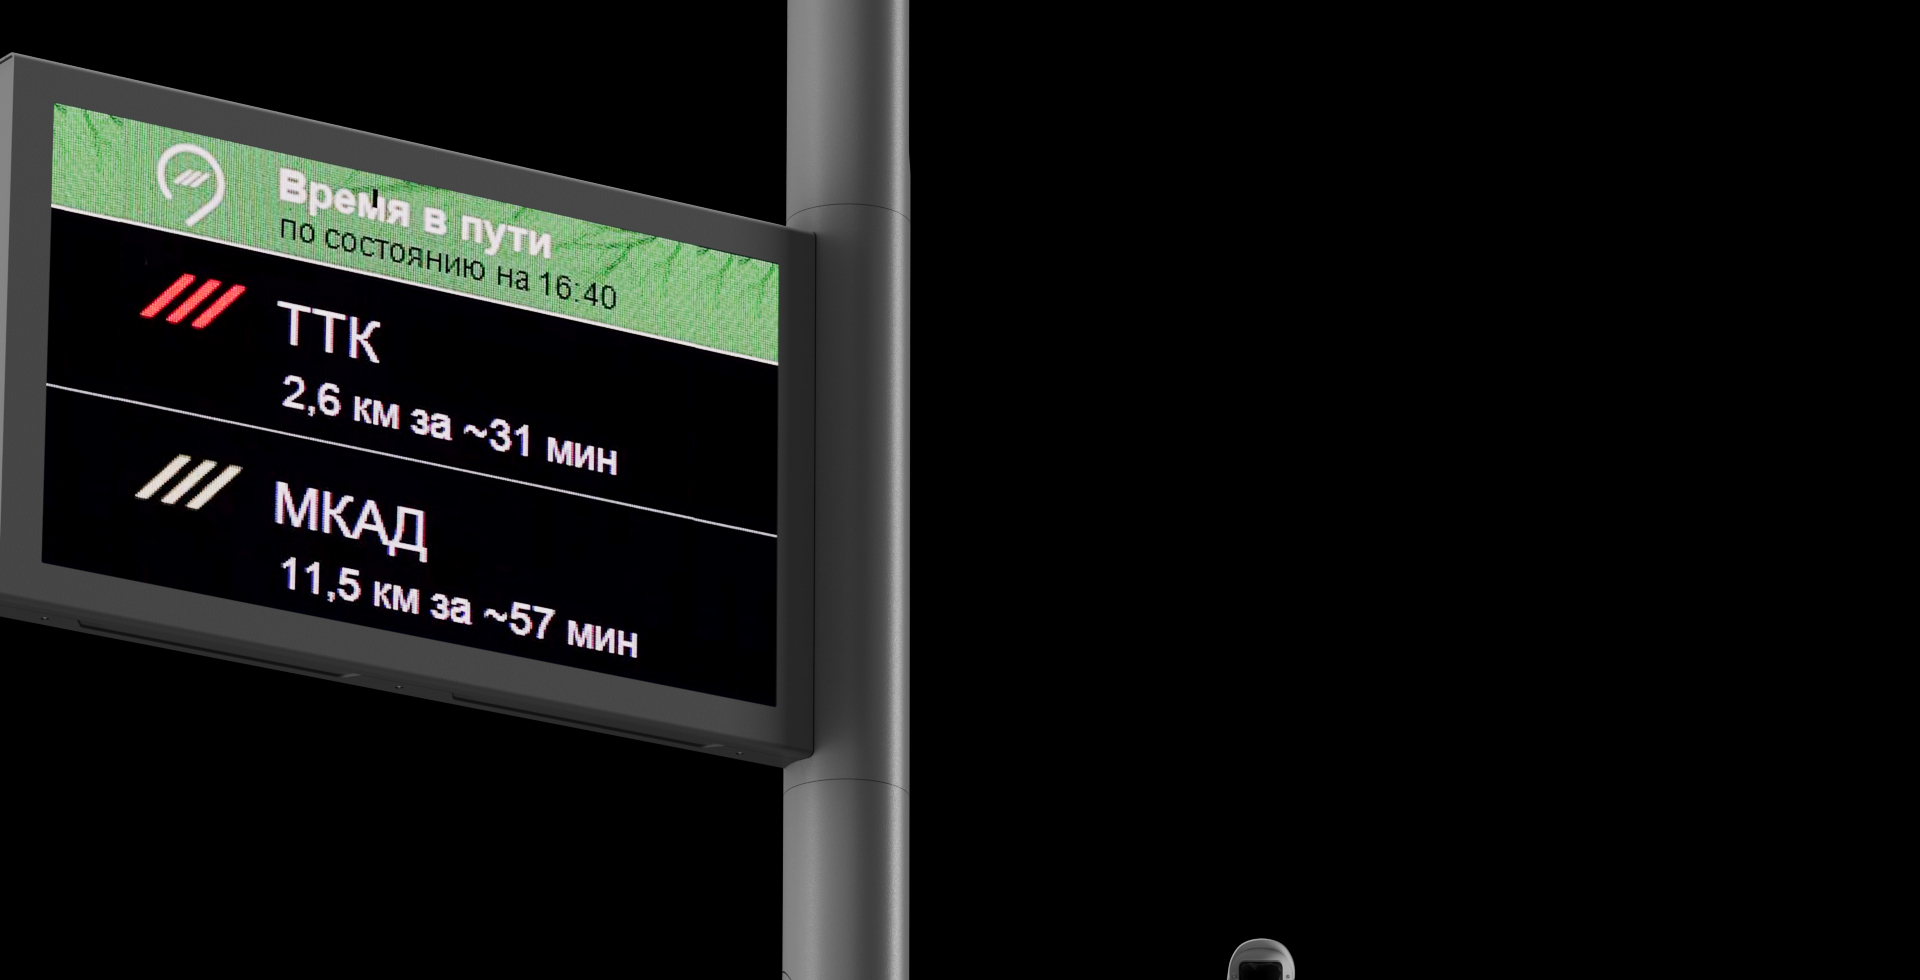 Время в пути
по состоянию на 16:40
ТТК
2,6 км за ~31 мин
МКАД
11,5 км за ~57 мин